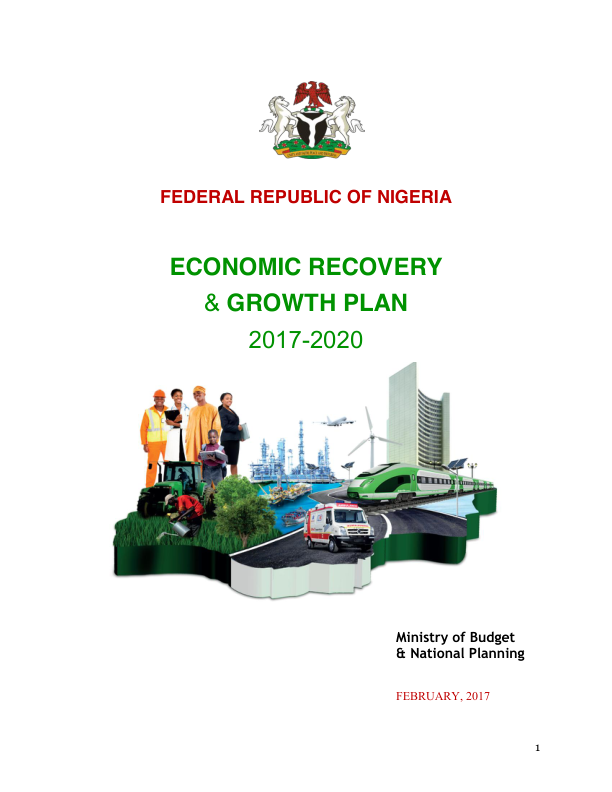 FEDERAL REPUBLIC OF NIGERIA
ECONOMIC RECOVERY
& GROWTH PLAN
2017-2020
Ministry of Budget
& National Planning
FEBRUARY, 2017
1